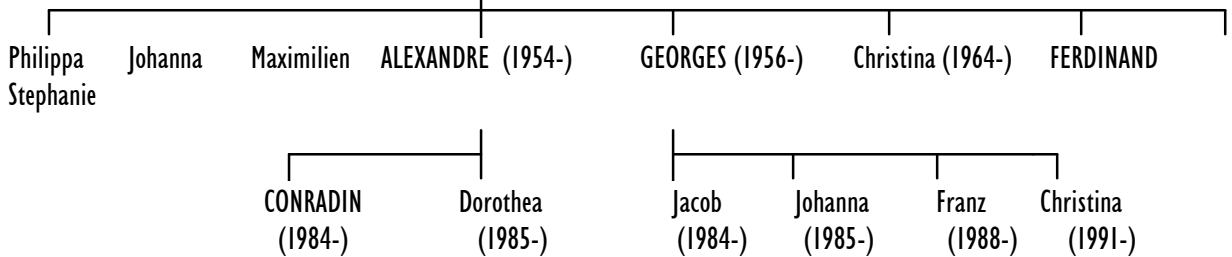 Philippa Johanna Maximilien ALEXANDRE (1954-) GEORGES (1956-) Christina (1964-) FERDINAND
Stephanie
CONRADIN Dorothea Jacob Johanna Franz Christina
(1984-) (1985-) (1984-) (1985-) (1988-) (1991-)